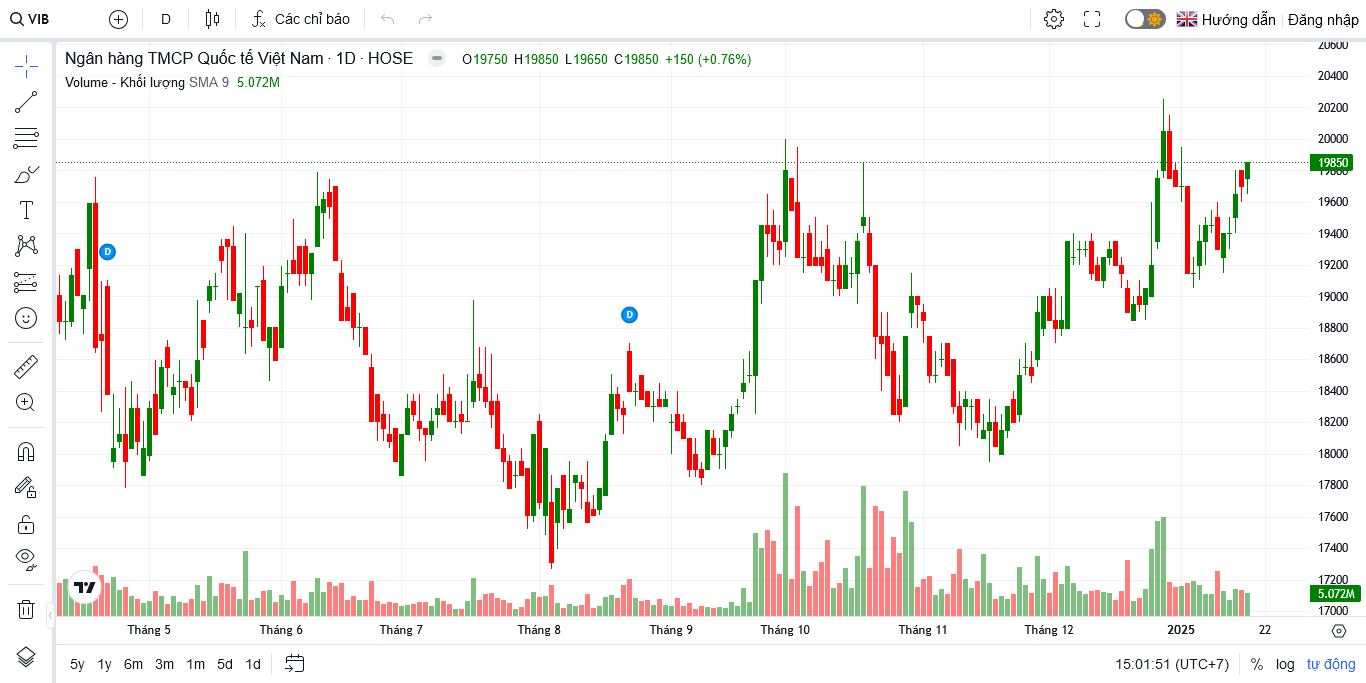 VIB D Các chỉ báo Hướng dẫn Đăng nhập
Ngân hàng TMCP Quốc tế Việt Nam · 1D · HOSE O19750 H19850 L19650 C19850 +150 (+0.76%)
Volume - Khối lượng SMA 9 5.072M
D
D
20600
20400
20200
20000
19850
19800
19600
19400
19200
19000
18800
18600
18400
18200
18000
17800
17600
17400
17200
5.072M
17000
Tháng 5 Tháng 6 Tháng 7 Tháng 8 Tháng 9 Tháng 10 Tháng 11 Tháng 12 2025 22
5y 1y 6m 3m 1m 5d 1d 15:01:51 (UTC+7) % log tự động